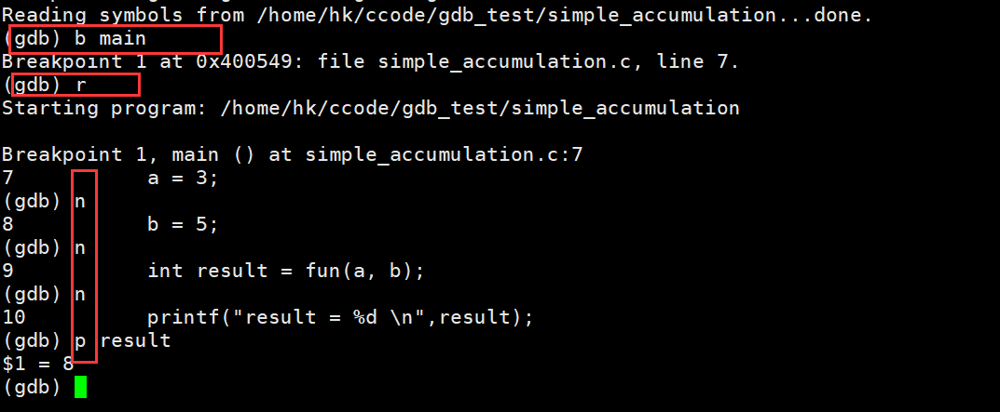 Reading symbols from /home/hk/ccode/gdb_test/simple_accumulation...done.
(gdb) b main
Breakpoint 1 at 0x400549: file simple_accumulation.c, line 7.
(gdb) r
Starting program: /home/hk/ccode/gdb_test/simple_accumulation
Breakpoint 1, main () at simple_accumulation.c:7
7 a = 3;
(gdb) n
8 b = 5;
(gdb) n
9 int result = fun(a, b);
(gdb) n
10 printf("result = %d \n",result);
(gdb) p result
$1 = 8
(gdb)